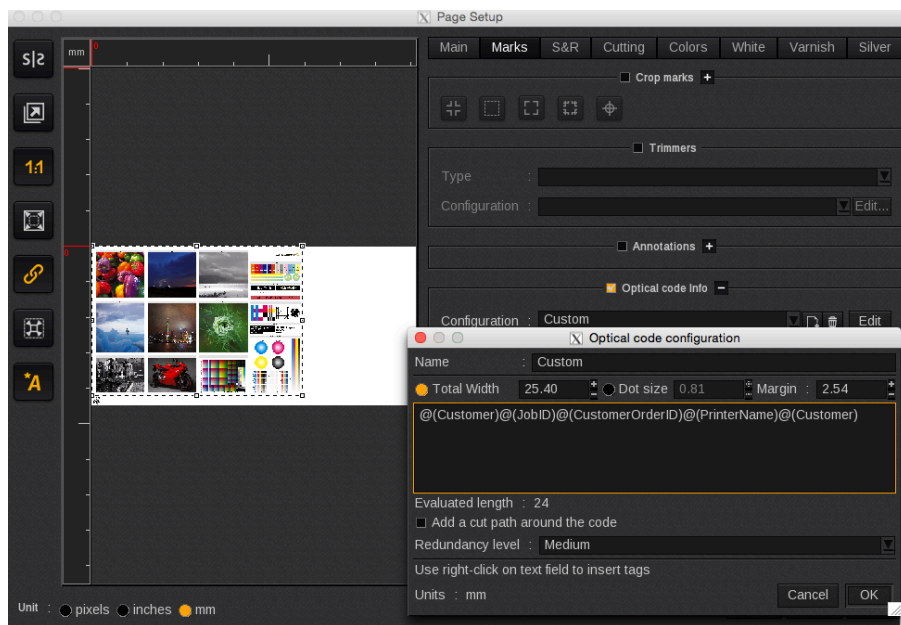 Page Setup
S|S
mm 0
Main Marks S&R Cutting Colors White Varnish Silver
Crop marks +
Trimmers
1:1
Type :
Configuration : Edit...
0
Annotations +
Optical code Info −
Configuration : Custom Edit
Optical code configuration
Name : Custom
Total Width 25.40 Dot size 0.81 Margin : 2.54
@(Customer)@(JobID)@(CustomerOrderID)@(PrinterName)@(Customer)
*A
Evaluated length : 24
Add a cut path around the code
Redundancy level : Medium
Use right-click on text field to insert tags
Units : mm Cancel OK
Unit : pixels inches mm